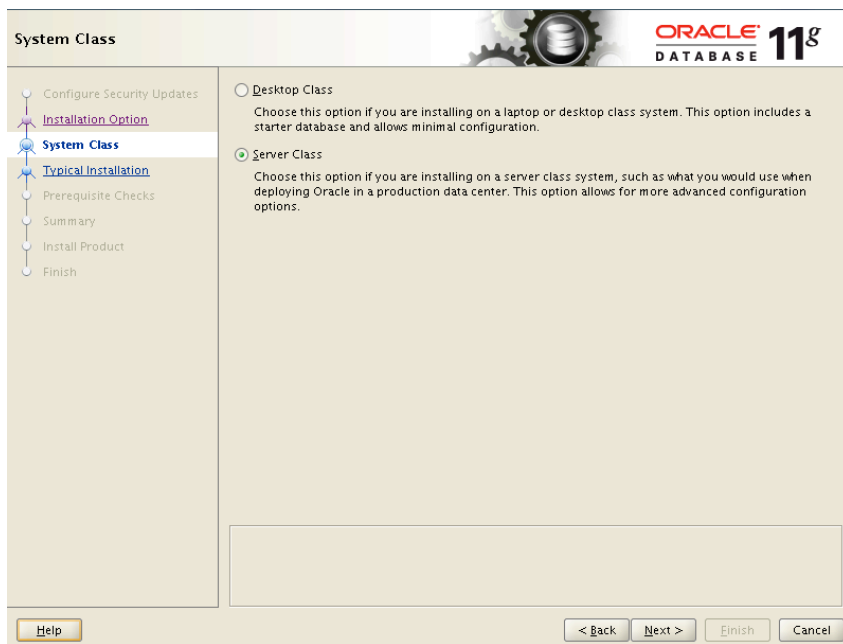 System Class
ORACLE DATABASE 11g
Configure Security Updates
Installation Option
System Class
Typical Installation
Prerequisite Checks
Summary
Install Product
Finish
Desktop Class
Choose this option if you are installing on a laptop or desktop class system. This option includes a
starter database and allows minimal configuration.
Server Class
Choose this option if you are installing on a server class system, such as what you would use when
deploying Oracle in a production data center. This option allows for more advanced configuration
options.
Help
< Back
Next >
Finish
Cancel